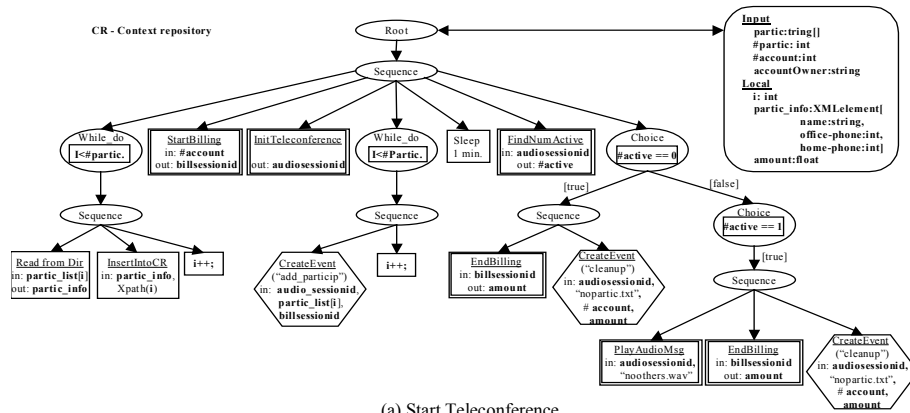 CR - Context repository
Root
Input
partic:tring[]
#partic: int
#account:int
accountOwner:string
Local
i: int
partic_info:XMLelement[
name:string,
office-phone:int,
home-phone:int]
amount:float
Sequence
While_do
I<#partic.
StartBilling
in: #account
out: billsessionid
InitTeleconference
out: audiosessionid
While_do
I<#Partic.
Sleep
1 min.
FindNumActive
in: audiosessionid
out: #active
Choice
#active == 0
[true]
[false]
Sequence
Read from Dir
in: partic_list[i]
out: partic_info
InsertIntoCR
in: partic_info,
Xpath(i)
i++;
Sequence
CreateEvent
("add_particip")
in: audio_sessionid,
partic_list[i],
billsessionid
i++;
Sequence
EndBilling
in: billsessionid
out: amount
CreateEvent
("cleanup")
in: audiosessionid,
"nopartic.txt",
# account,
amount
Choice
#active == 1
[true]
Sequence
PlayAudioMsg
in: audiosessionid,
"noothers.wav"
EndBilling
in: billsessionid
out: amount
CreateEvent
("cleanup")
in: audiosessionid,
"nopartic.txt",
# account,
amount
(a) Start Teleconference